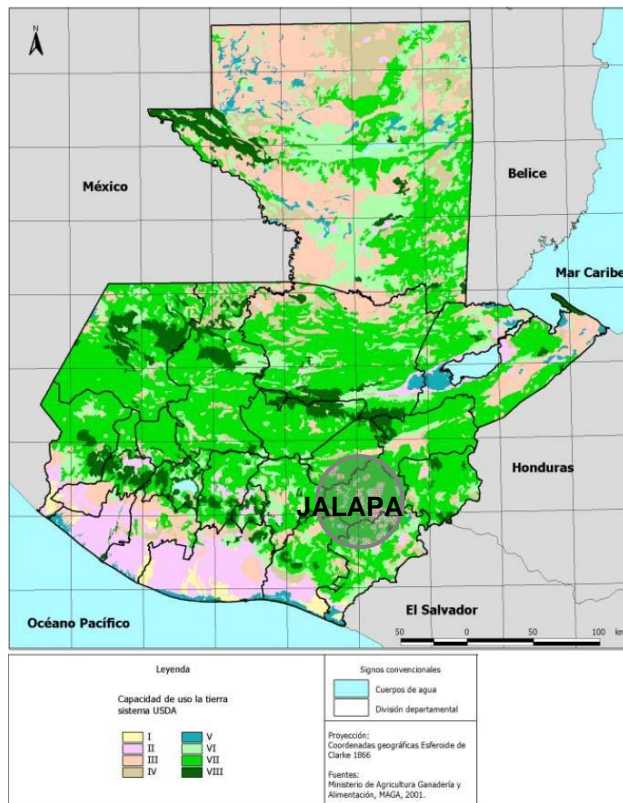 N
México
Belice
Mar Caribe
Honduras
JALAPA
El Salvador
Océano Pacífico
50 0 50 100 km
Leyenda
Capacidad de uso la tierra
sistema USDA
I
II
III
IV
V
VI
VII
VIII
Signos convencionales
Cuerpos de agua
División departamental
Proyección:
Coordenadas geográficas Esferoide de
Clarke 1866
Fuentes:
Ministerio de Agricultura Ganadería y
Alimentación, MAGA, 2001.